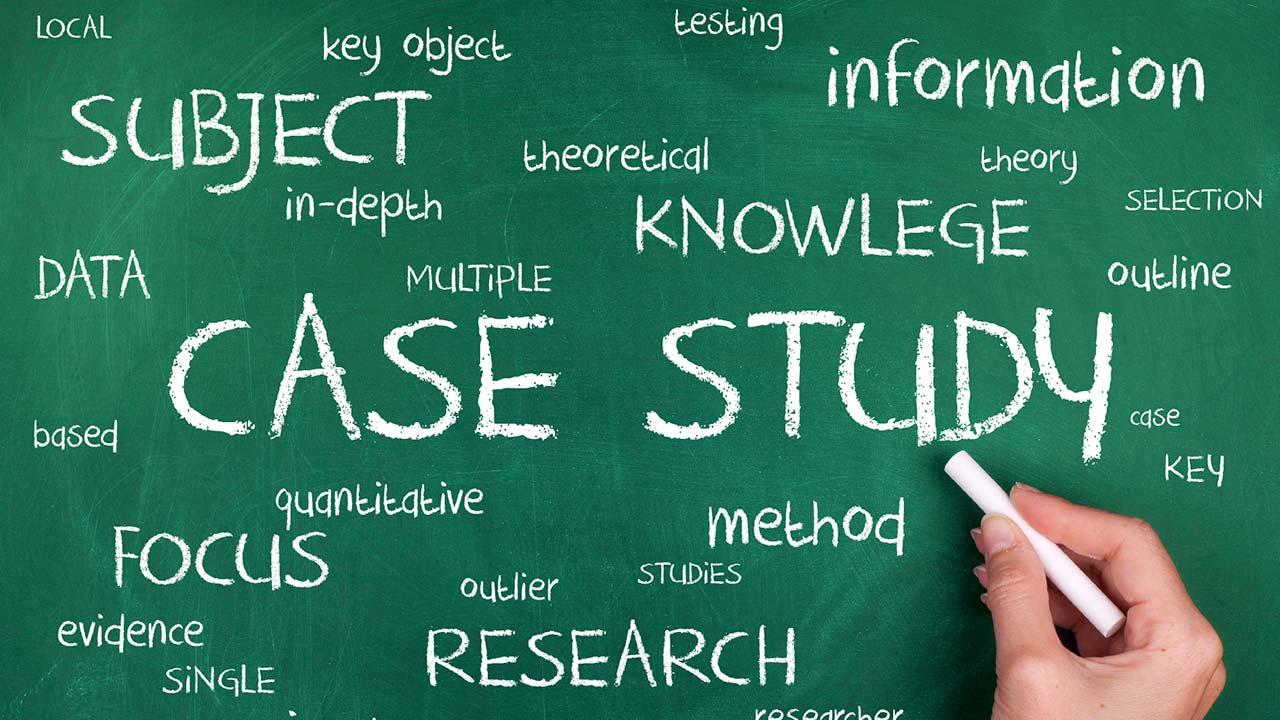 LOCAL
key object
testing
information
SUBJECT
theoretical
theory
in-depth
KNOWLEGE
SELECTiON
DATA
MULTiPLE
outline
CASE STUDY
based
case
KEY
quantitative
method
FOCUS
outlier
STUDiES
evidence
RESEARCH
SiNGLE
researcher